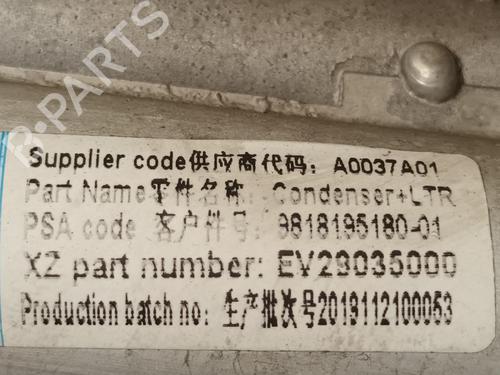 B-PARTS
Supplier code供应商代码: A0037A01
Part Name零件名称: Condenser+LTR
PSA code 客户件号: 9818195180-01
XZ part number: EV29035000
Production batch no: 生产批次号2019112100053